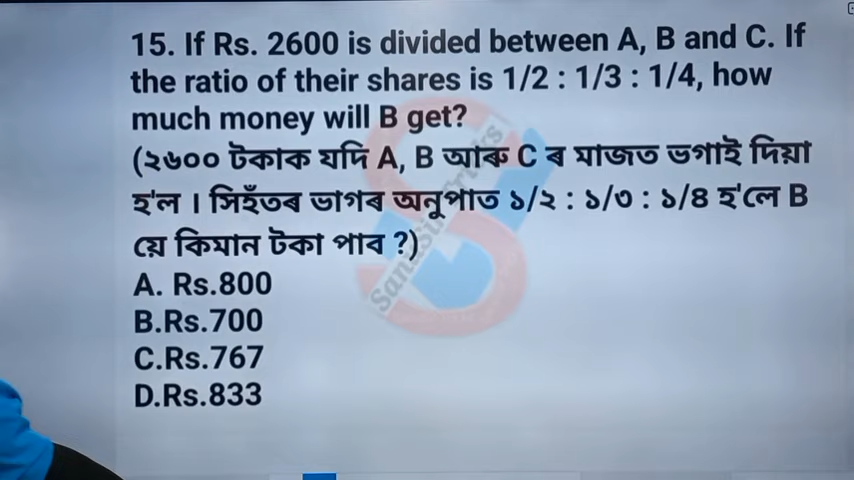 15. If Rs. 2600 is divided between A, B and C. If
the ratio of their shares is 1/2 : 1/3 : 1/4, how
much money will B get?
(২৬০০ টকাক যদি A, B আৰু C ৰ মাজত ভগাই দিয়া
হ'ল । সিহঁতৰ ভাগৰ অনুপাত ১/২ : ১/৩ : ১/৪ হ'লে B
য়ে কিমান টকা পাব ?)
A. Rs.800
B.Rs.700
C.Rs.767
D.Rs.833